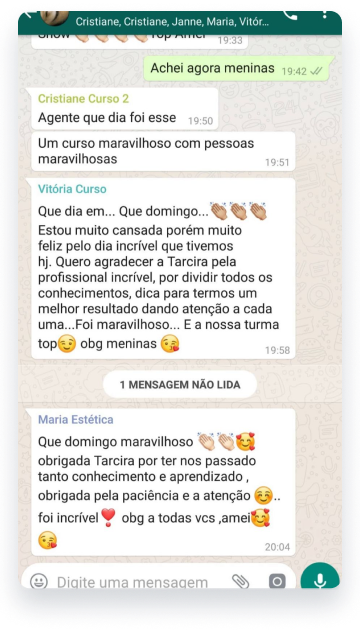 Cristiane, Cristiane, Janne, Maria, Vitór...
Show 👏🏼👏🏼👏🏼👏🏼 Top Amei
19:33
Achei agora meninas 19:42
Cristiane Curso 2
Agente que dia foi esse 19:50
Um curso maravilhoso com pessoas
maravilhosas
19:51
Vitória Curso
Que dia em... Que domingo...👏🏼👏🏼👏🏼
Estou muito cansada porém muito
feliz pelo dia incrível que tivemos
hj. Quero agradecer a Tarcira pela
profissional incrível, por dividir todos os
conhecimentos, dica para termos um
melhor resultado dando atenção a cada
uma...Foi maravilhoso... E a nossa turma
top😉 obg meninas 😘
19:58
1 MENSAGEM NÃO LIDA
Maria Estética
Que domingo maravilhoso 👏🏻👏🏻🥰
obrigada Tarcira por ter nos passado
tanto conhecimento e aprendizado ,
obrigada pela paciência e a atenção ☺️..
foi incrível❣️ obg a todas vcs ,amei🥰
😘
20:04
Digite uma mensagem